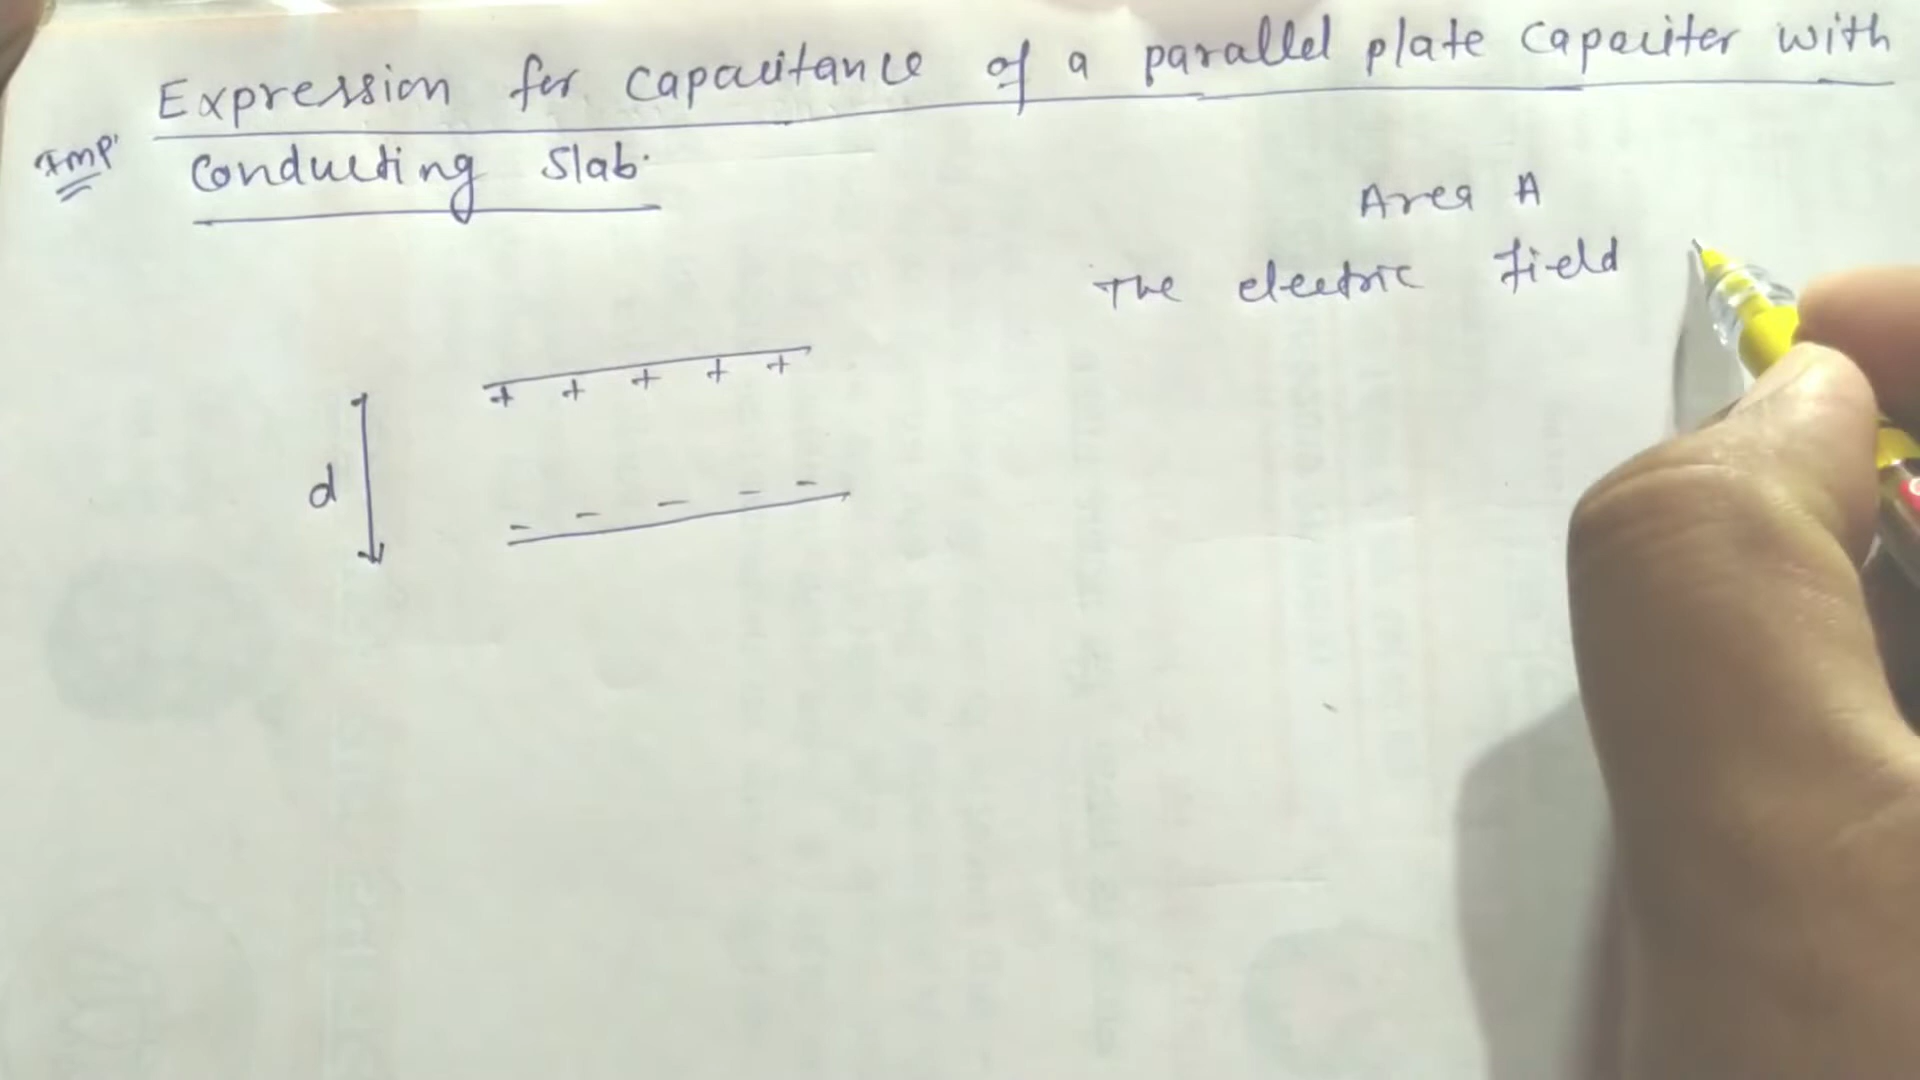 Expression for capacitance of a parallel plate capaciter with
Imp. conducting slab.
Area A
The electric field
+ + + + +
d
- - - - -